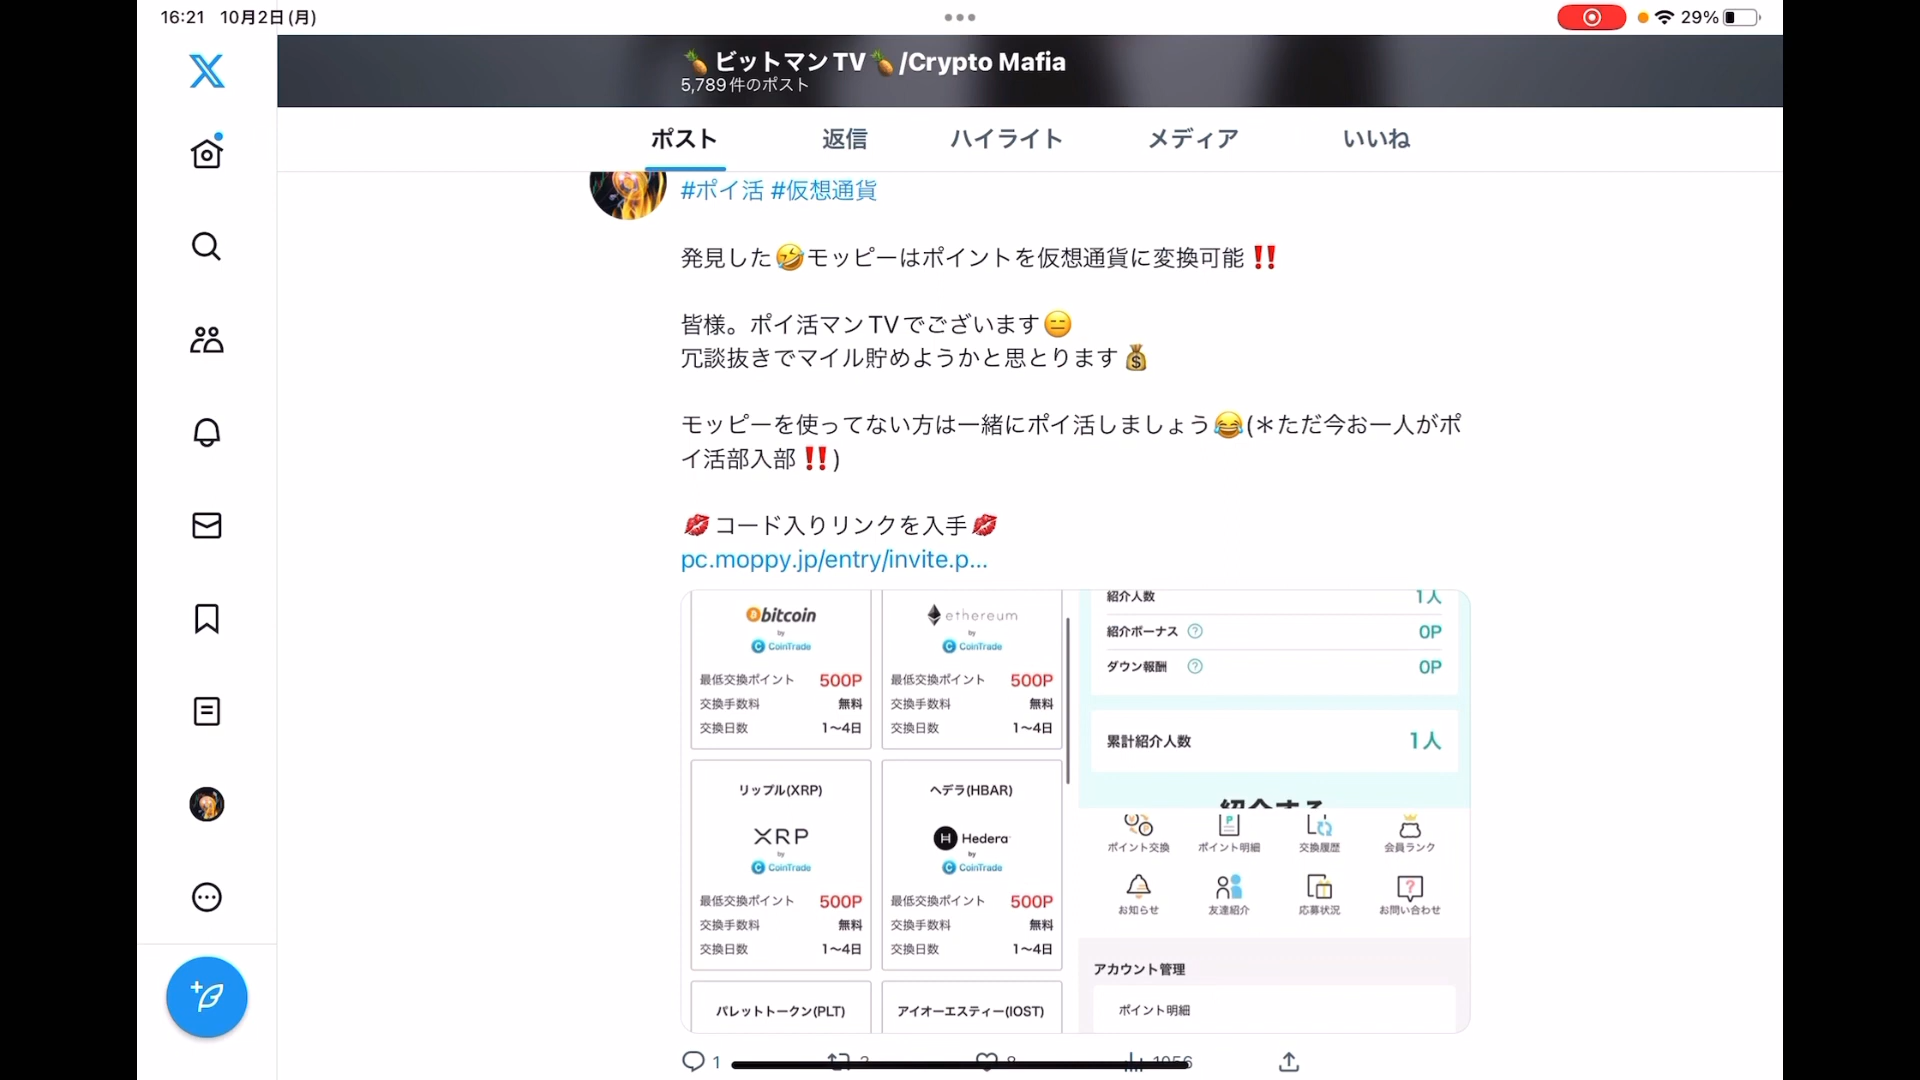 16:21 10月2日(月)
29%
🍍ビットマンTV🍍/Crypto Mafia
5,789件のポスト
ポスト 返信 ハイライト メディア いいね
#ポイ活 #仮想通貨
発見した🤣モッピーはポイントを仮想通貨に変換可能‼️
皆様。ポイ活マンTVでございます😑
冗談抜きでマイル貯めようかと思とります💰
モッピーを使ってない方は一緒にポイ活しましょう😂(＊ただ今お一人がポ
イ活部入部‼️)
💋コード入りリンクを入手💋
pc.moppy.jp/entry/invite.p...
bitcoin
by
CoinTrade
最低交換ポイント 500P
交換手数料 無料
交換日数 1〜4日
ethereum
by
CoinTrade
最低交換ポイント 500P
交換手数料 無料
交換日数 1〜4日
リップル(XRP)
XRP
by
CoinTrade
最低交換ポイント 500P
交換手数料 無料
交換日数 1〜4日
ヘデラ(HBAR)
Hedera
by
CoinTrade
最低交換ポイント 500P
交換手数料 無料
交換日数 1〜4日
パレットトークン(PLT)
アイオーエスティー(IOST)
紹介人数 1人
紹介ボーナス ? 0P
ダウン報酬 ? 0P
累計紹介人数 1人
紹介する
ポイント交換 ポイント明細 交換履歴 会員ランク
お知らせ 友達紹介 応募状況 お問い合わせ
アカウント管理
ポイント明細
1